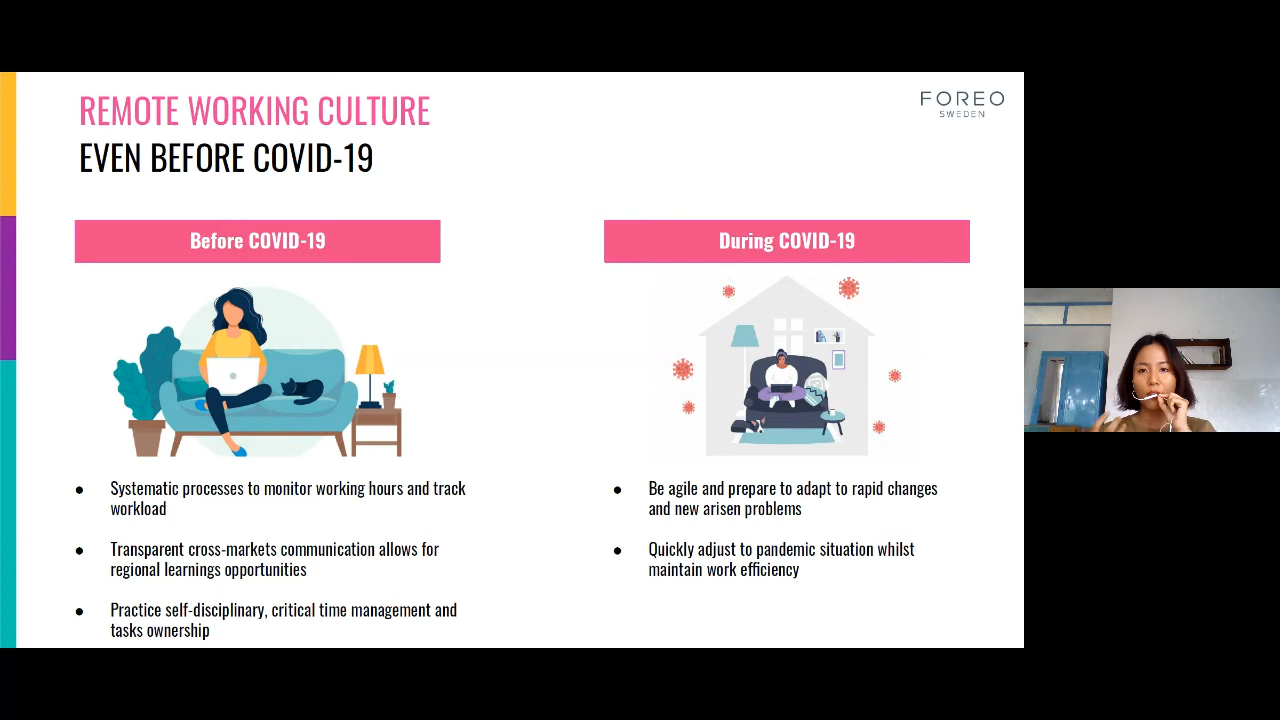 REMOTE WORKING CULTURE
EVEN BEFORE COVID-19
FOREO
SWEDEN
Before COVID-19
During COVID-19
● Systematic processes to monitor working hours and track
workload
● Transparent cross-markets communication allows for
regional learnings opportunities
● Practice self-disciplinary, critical time management and
tasks ownership
● Be agile and prepare to adapt to rapid changes
and new arisen problems
● Quickly adjust to pandemic situation whilst
maintain work efficiency